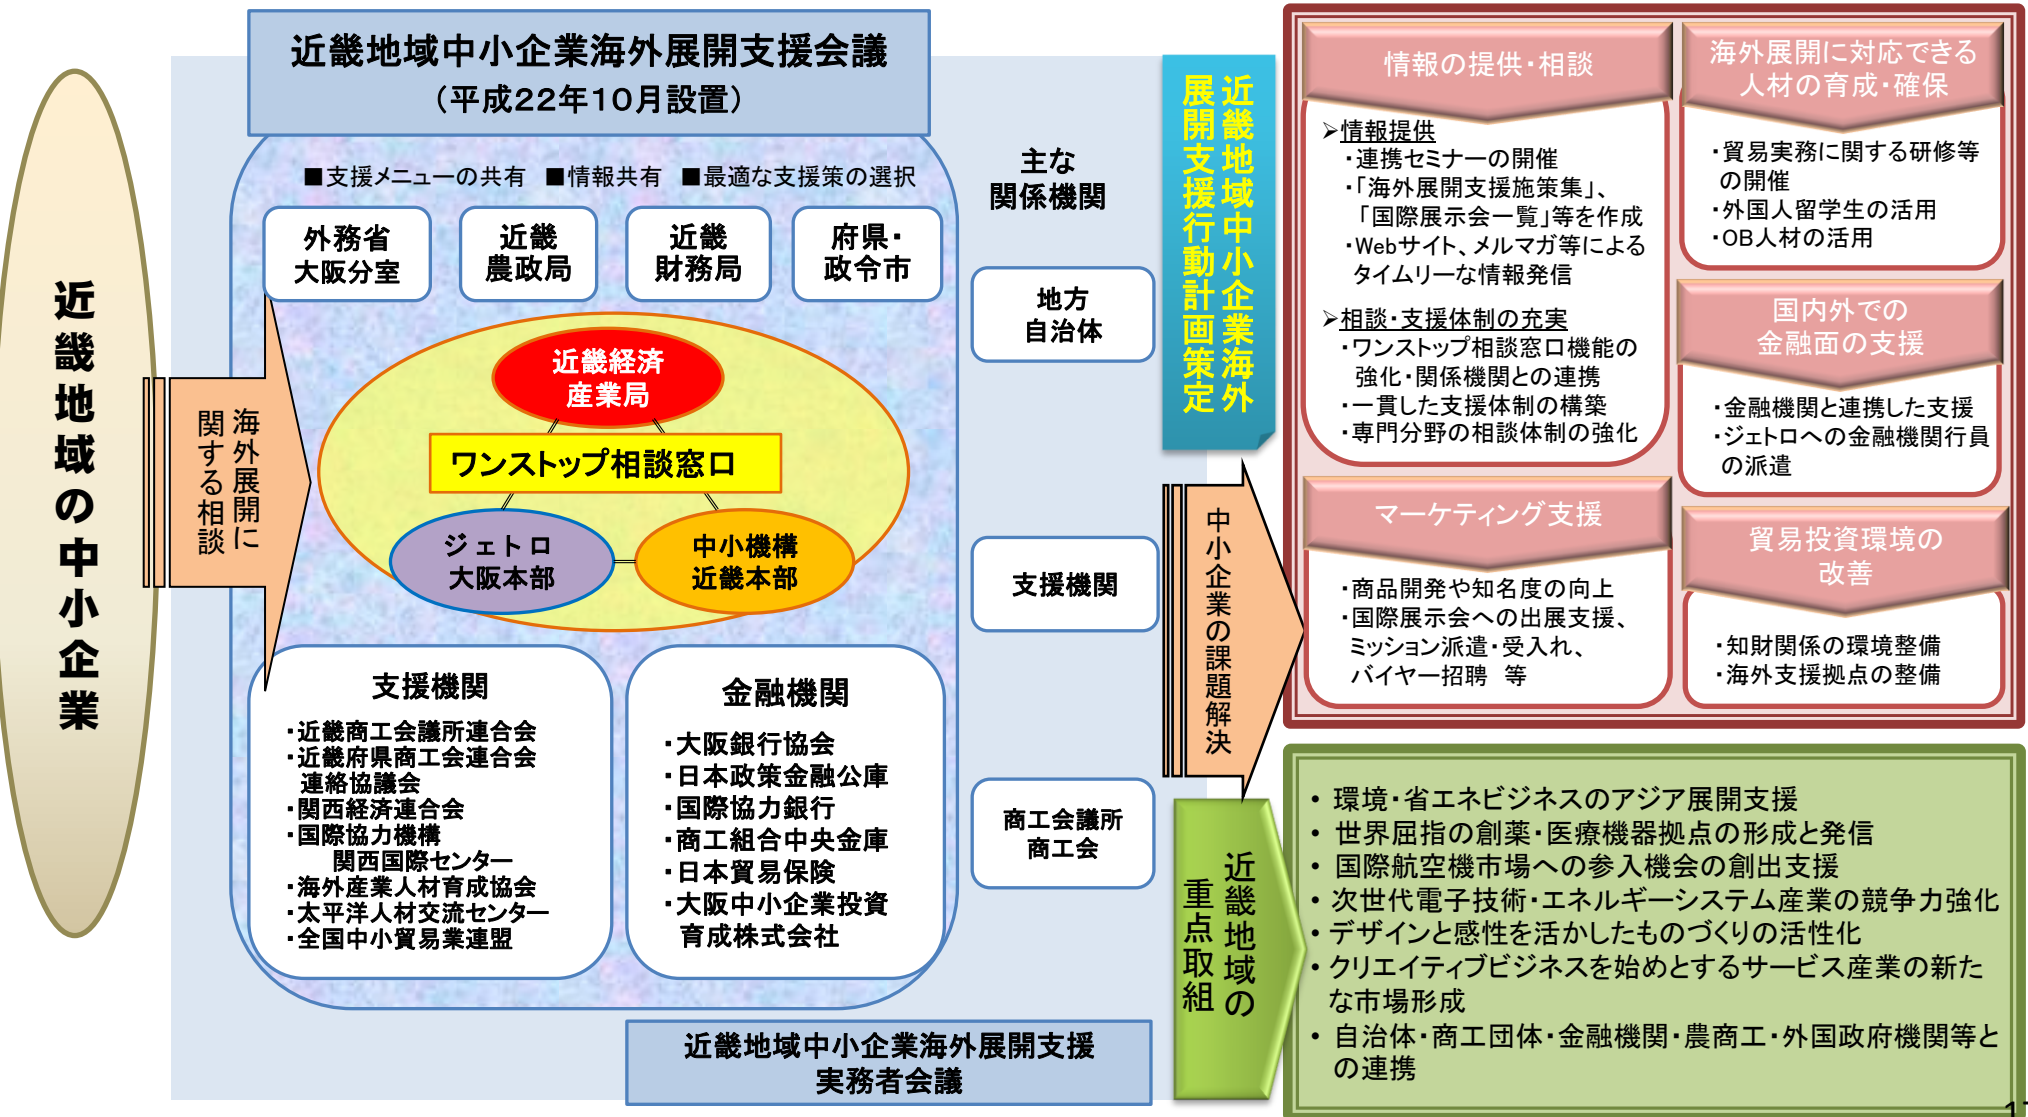 近畿地域の中小企業
海外展開に
関する相談
近畿地域中小企業海外展開支援会議
(平成22年10月設置)
■支援メニューの共有 ■情報共有 ■最適な支援策の選択
外務省
大阪分室
近畿
農政局
近畿
財務局
府県・
政令市
近畿経済
産業局
ワンストップ相談窓口
ジェトロ
大阪本部
中小機構
近畿本部
支援機関
・近畿商工会議所連合会
・近畿府県商工会連合会
連絡協議会
・関西経済連合会
・国際協力機構
関西国際センター
・海外産業人材育成協会
・太平洋人材交流センター
・全国中小貿易業連盟
金融機関
・大阪銀行協会
・日本政策金融公庫
・国際協力銀行
・商工組合中央金庫
・日本貿易保険
・大阪中小企業投資
育成株式会社
主な
関係機関
地方
自治体
支援機関
商工会議所
商工会
近畿地域中小企業海外展開支援
実務者会議
近畿地域中小企業海外
展開支援行動計画策定
中小企業の課題解決
情報の提供・相談
➢情報提供
・連携セミナーの開催
・「海外展開支援施策集」、
「国際展示会一覧」等を作成
・Webサイト、メルマガ等による
タイムリーな情報発信
➢相談・支援体制の充実
・ワンストップ相談窓口機能の
強化・関係機関との連携
・一貫した支援体制の構築
・専門分野の相談体制の強化
マーケティング支援
・商品開発や知名度の向上
・国際展示会への出展支援、
ミッション派遣・受入れ、
バイヤー招聘 等
海外展開に対応できる
人材の育成・確保
・貿易実務に関する研修等
の開催
・外国人留学生の活用
・OB人材の活用
国内外での
金融面の支援
・金融機関と連携した支援
・ジェトロへの金融機関行員
の派遣
貿易投資環境の
改善
・知財関係の環境整備
・海外支援拠点の整備
近畿地域の
重点取組
• 環境・省エネビジネスのアジア展開支援
• 世界屈指の創薬・医療機器拠点の形成と発信
• 国際航空機市場への参入機会の創出支援
• 次世代電子技術・エネルギーシステム産業の競争力強化
• デザインと感性を活かしたものづくりの活性化
• クリエイティブビジネスを始めとするサービス産業の新た
な市場形成
• 自治体・商工団体・金融機関・農商工・外国政府機関等と
の連携